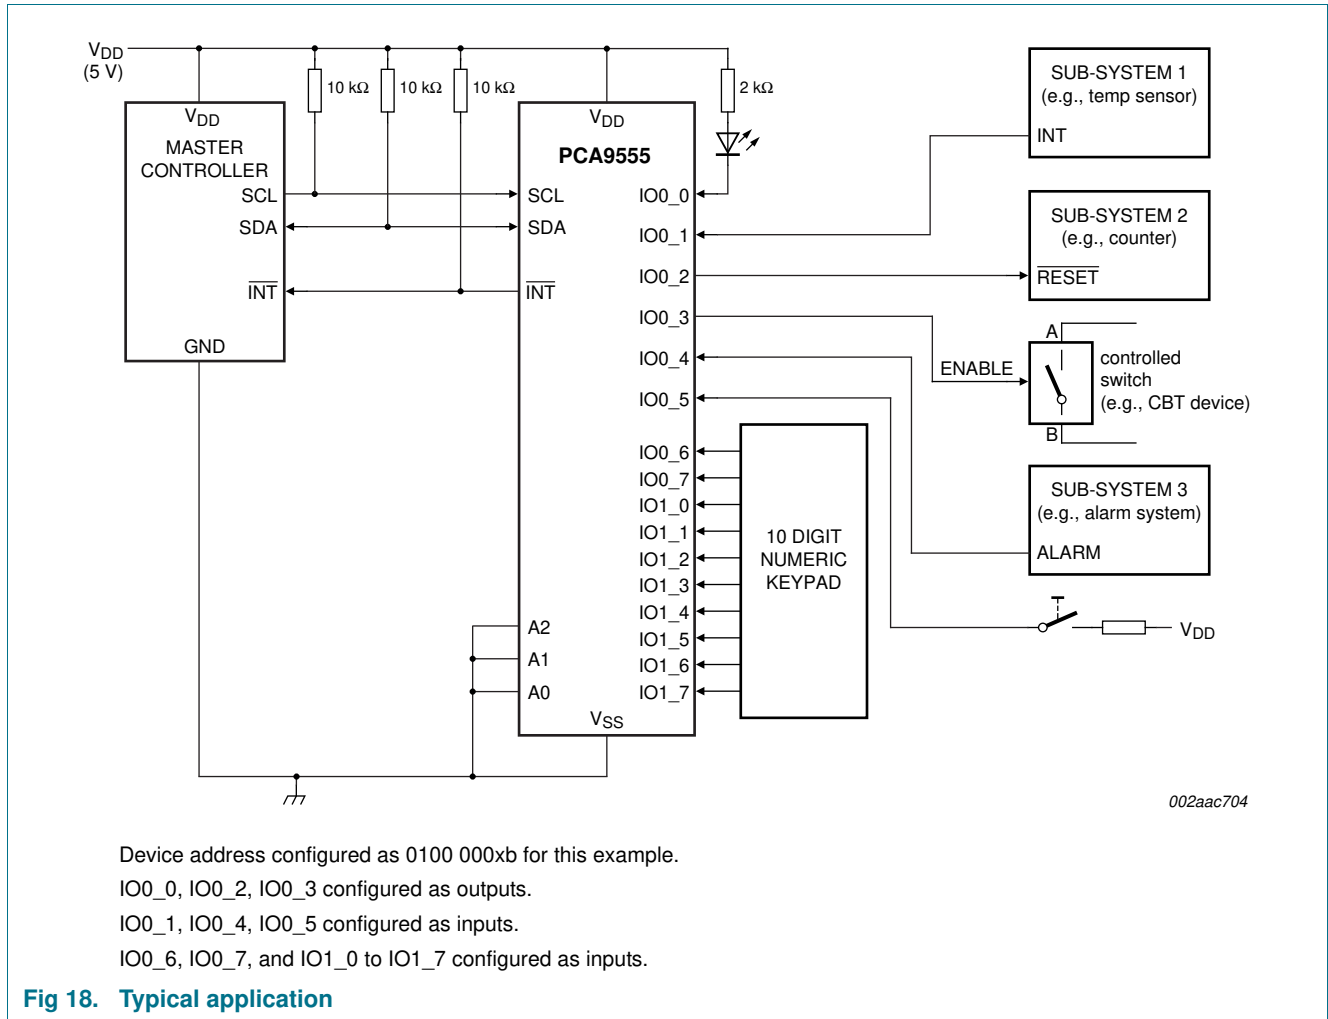 VDD
(5 V)
10 kΩ
10 kΩ
10 kΩ
2 kΩ
VDD
MASTER
CONTROLLER
SCL
SDA
INT
GND
VDD
PCA9555
SCL
SDA
INT
A2
A1
A0
VSS
IO0_0
IO0_1
IO0_2
IO0_3
IO0_4
IO0_5
IO0_6
IO0_7
IO1_0
IO1_1
IO1_2
IO1_3
IO1_4
IO1_5
IO1_6
IO1_7
10 DIGIT
NUMERIC
KEYPAD
SUB-SYSTEM 1
(e.g., temp sensor)
INT
SUB-SYSTEM 2
(e.g., counter)
RESET
A
ENABLE
B
controlled
switch
(e.g., CBT device)
SUB-SYSTEM 3
(e.g., alarm system)
ALARM
VDD
002aac704
Device address configured as 0100 000xb for this example.
IO0_0, IO0_2, IO0_3 configured as outputs.
IO0_1, IO0_4, IO0_5 configured as inputs.
IO0_6, IO0_7, and IO1_0 to IO1_7 configured as inputs.
Fig 18. Typical application